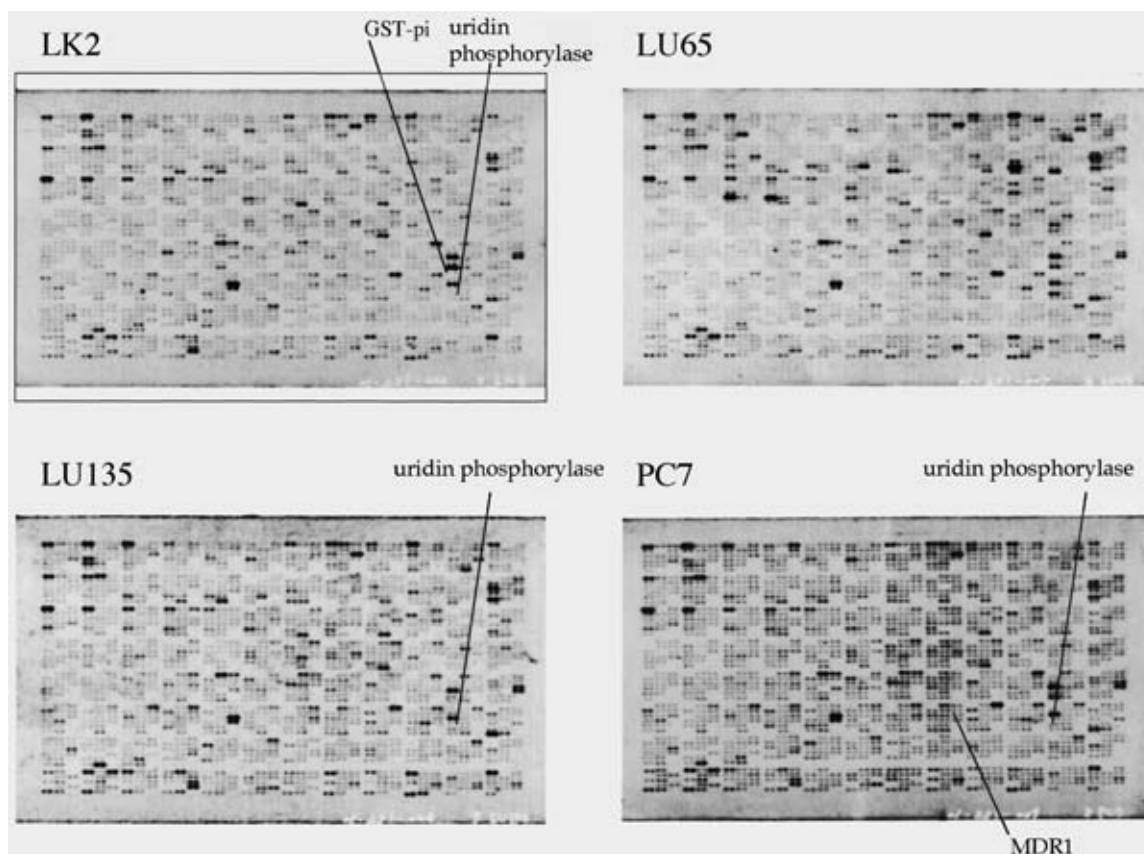 LK2
GST-pi
uridin
phosphorylase
LU65
LU135
uridin phosphorylase
PC7
uridin phosphorylase
MDR1